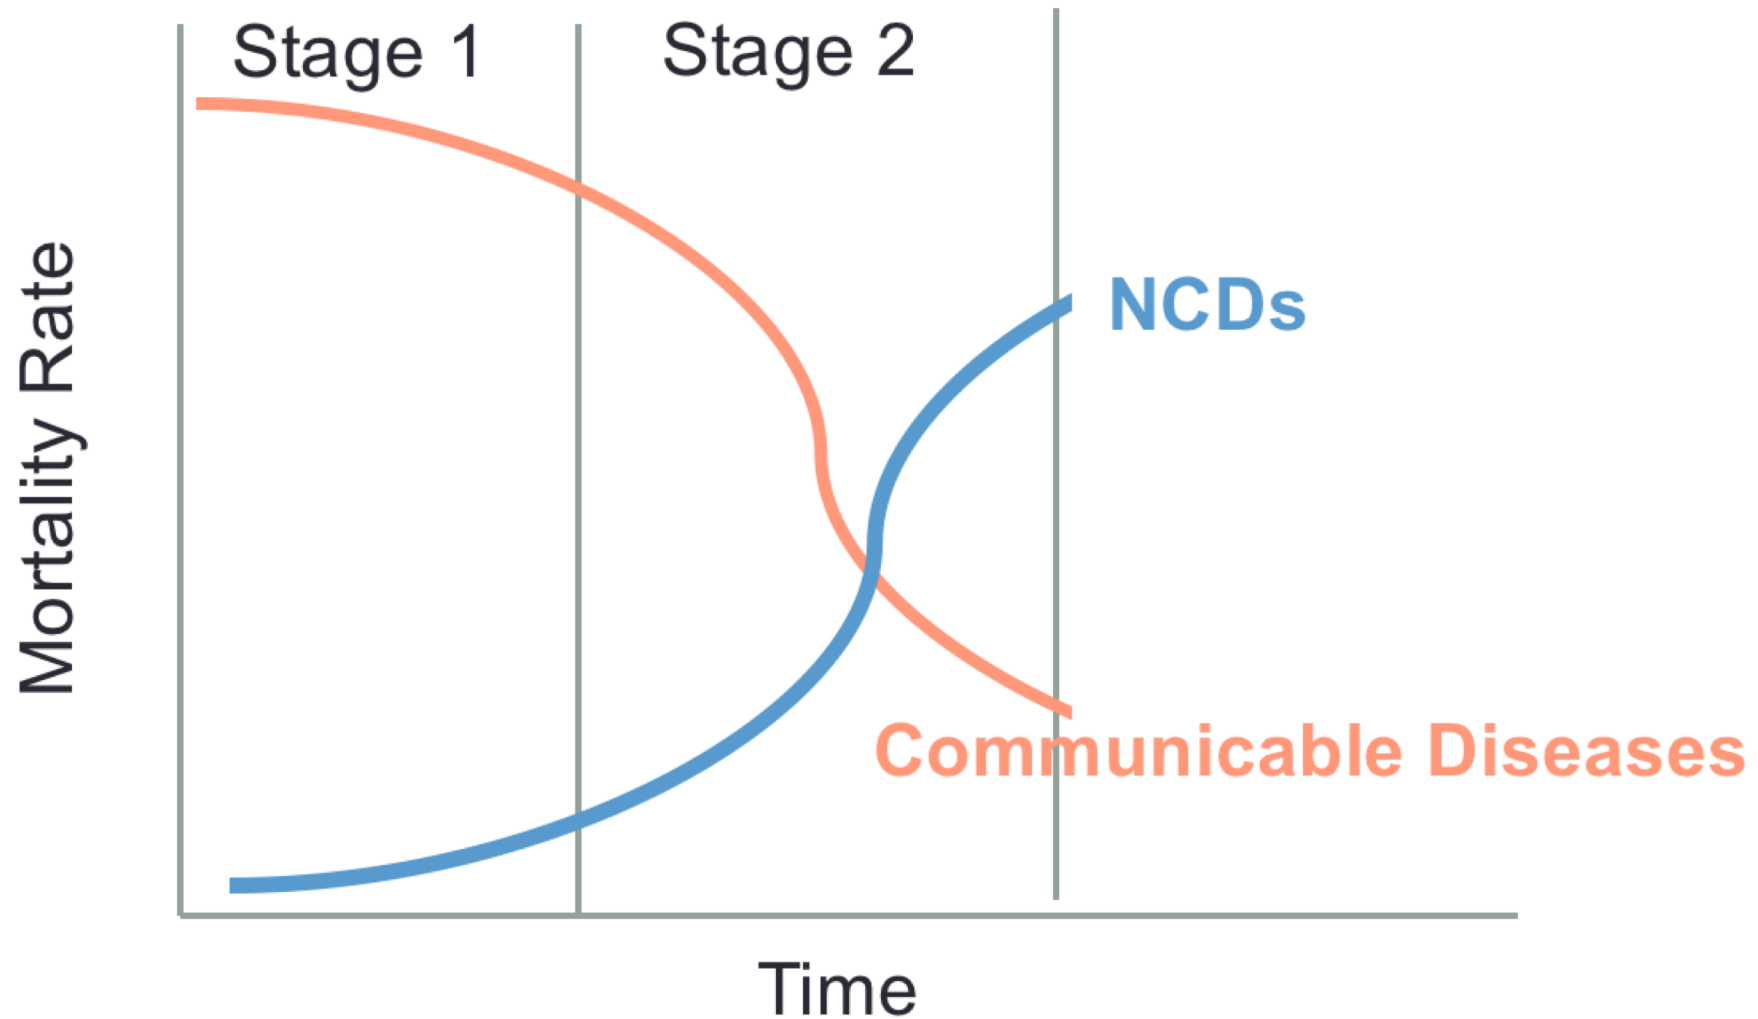 Stage 1
Stage 2
Mortality Rate
NCDs
Communicable Diseases
Time